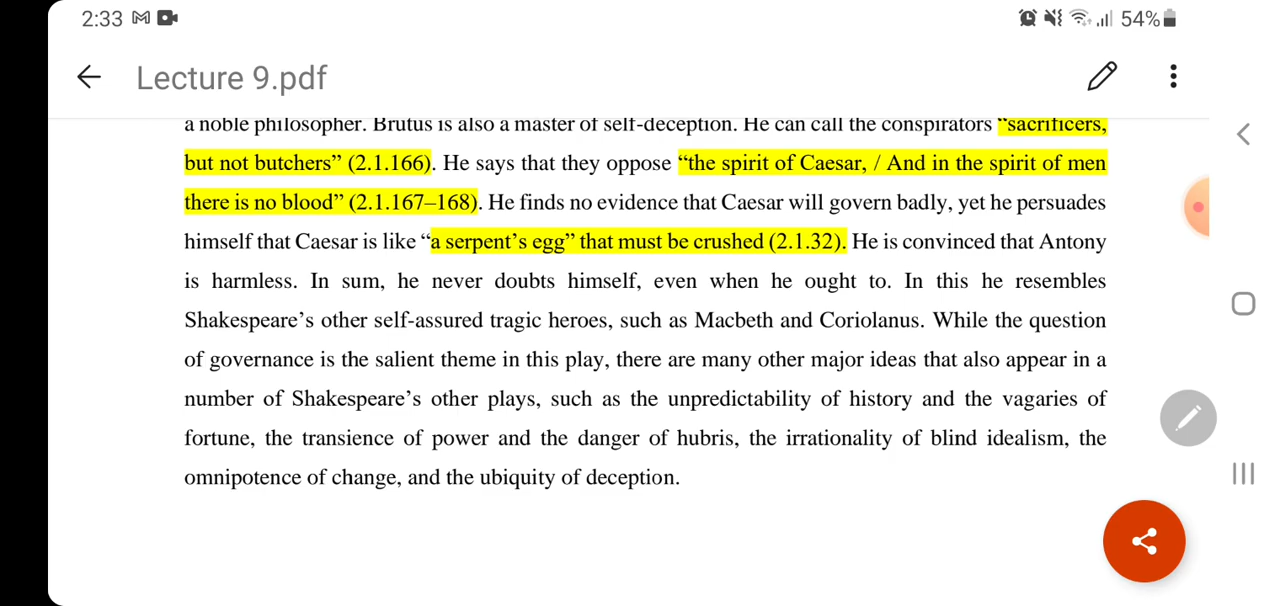 2:33
54%
Lecture 9.pdf
a noble philosopher. Brutus is also a master of self-deception. He can call the conspirators “sacrificers,
but not butchers” (2.1.166). He says that they oppose “the spirit of Caesar, / And in the spirit of men
there is no blood” (2.1.167–168). He finds no evidence that Caesar will govern badly, yet he persuades
himself that Caesar is like “a serpent’s egg” that must be crushed (2.1.32). He is convinced that Antony
is harmless. In sum, he never doubts himself, even when he ought to. In this he resembles
Shakespeare’s other self-assured tragic heroes, such as Macbeth and Coriolanus. While the question
of governance is the salient theme in this play, there are many other major ideas that also appear in a
number of Shakespeare’s other plays, such as the unpredictability of history and the vagaries of
fortune, the transience of power and the danger of hubris, the irrationality of blind idealism, the
omnipotence of change, and the ubiquity of deception.